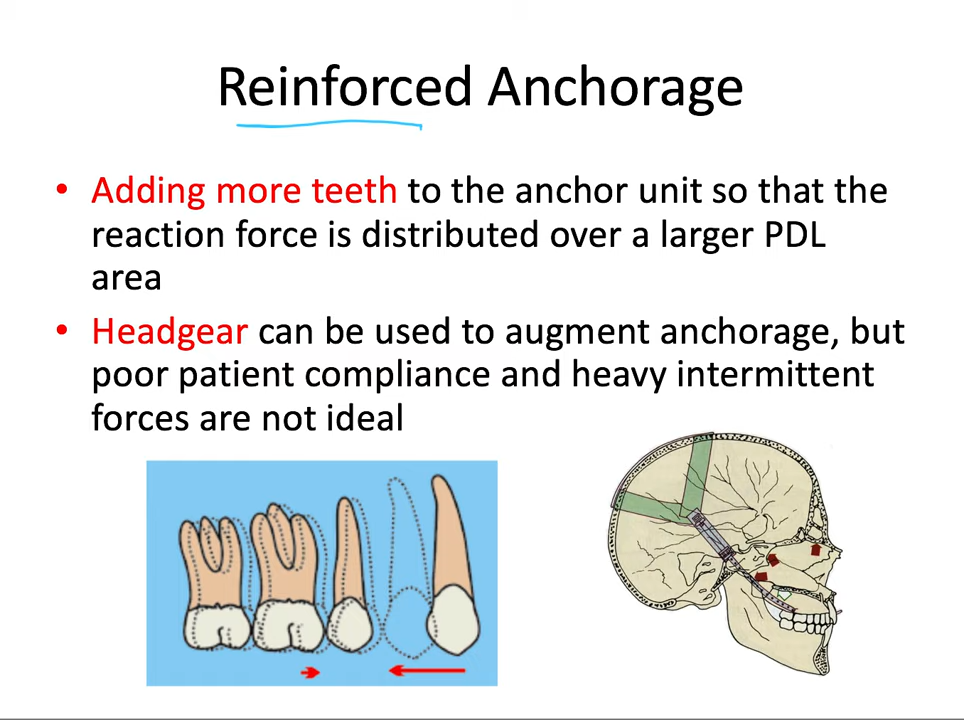 Reinforced Anchorage
• Adding more teeth to the anchor unit so that the
reaction force is distributed over a larger PDL
area
• Headgear can be used to augment anchorage, but
poor patient compliance and heavy intermittent
forces are not ideal